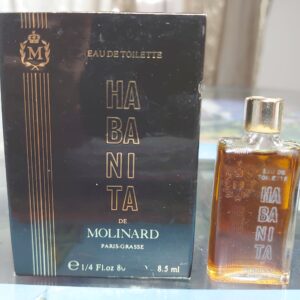 M
EAU DE TOILETTE
HA
BA
NI
TA
DE
MOLINARD
PARIS-GRASSE
e 1/4 Fl.oz 80 V. 8.5 ml
EAU DE
TOILETTE
HA
BA
NI
TA